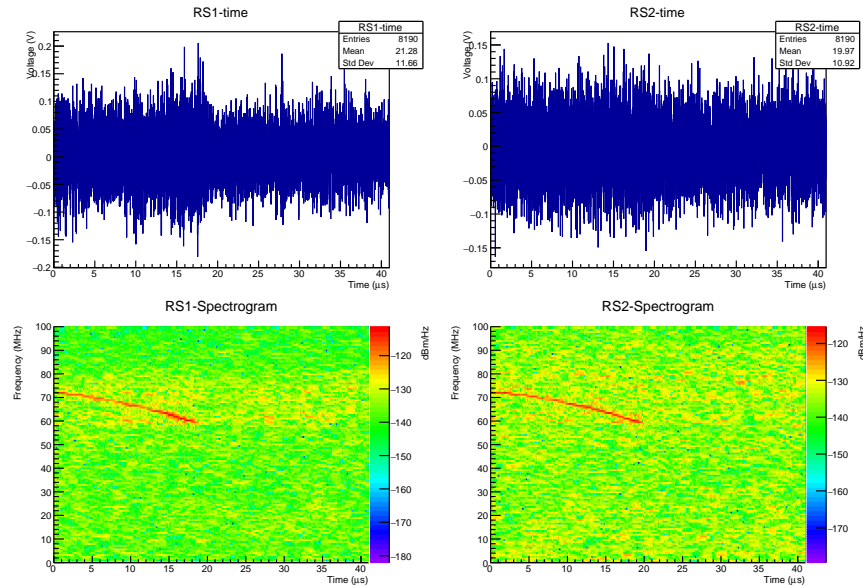 RS1-time
RS1-time
Entries 8190
Mean 21.28
Std Dev 11.66
Voltage (V)
0.2
0.15
0.1
0.05
0
−0.05
−0.1
−0.15
−0.2
0 5 10 15 20 25 30 35 40
Time (μs)
RS2-time
RS2-time
Entries 8190
Mean 19.97
Std Dev 10.92
Voltage (V)
0.15
0.1
0.05
0
−0.05
−0.1
−0.15
0 5 10 15 20 25 30 35 40
Time (μs)
RS1-Spectrogram
Frequency (MHz)
100
90
80
70
60
50
40
30
20
10
0
0 5 10 15 20 25 30 35 40
Time (μs)
dBm/Hz
−120
−130
−140
−150
−160
−170
−180
RS2-Spectrogram
Frequency (MHz)
100
90
80
70
60
50
40
30
20
10
0
0 5 10 15 20 25 30 35 40
Time (μs)
dBm/Hz
−120
−130
−140
−150
−160
−170